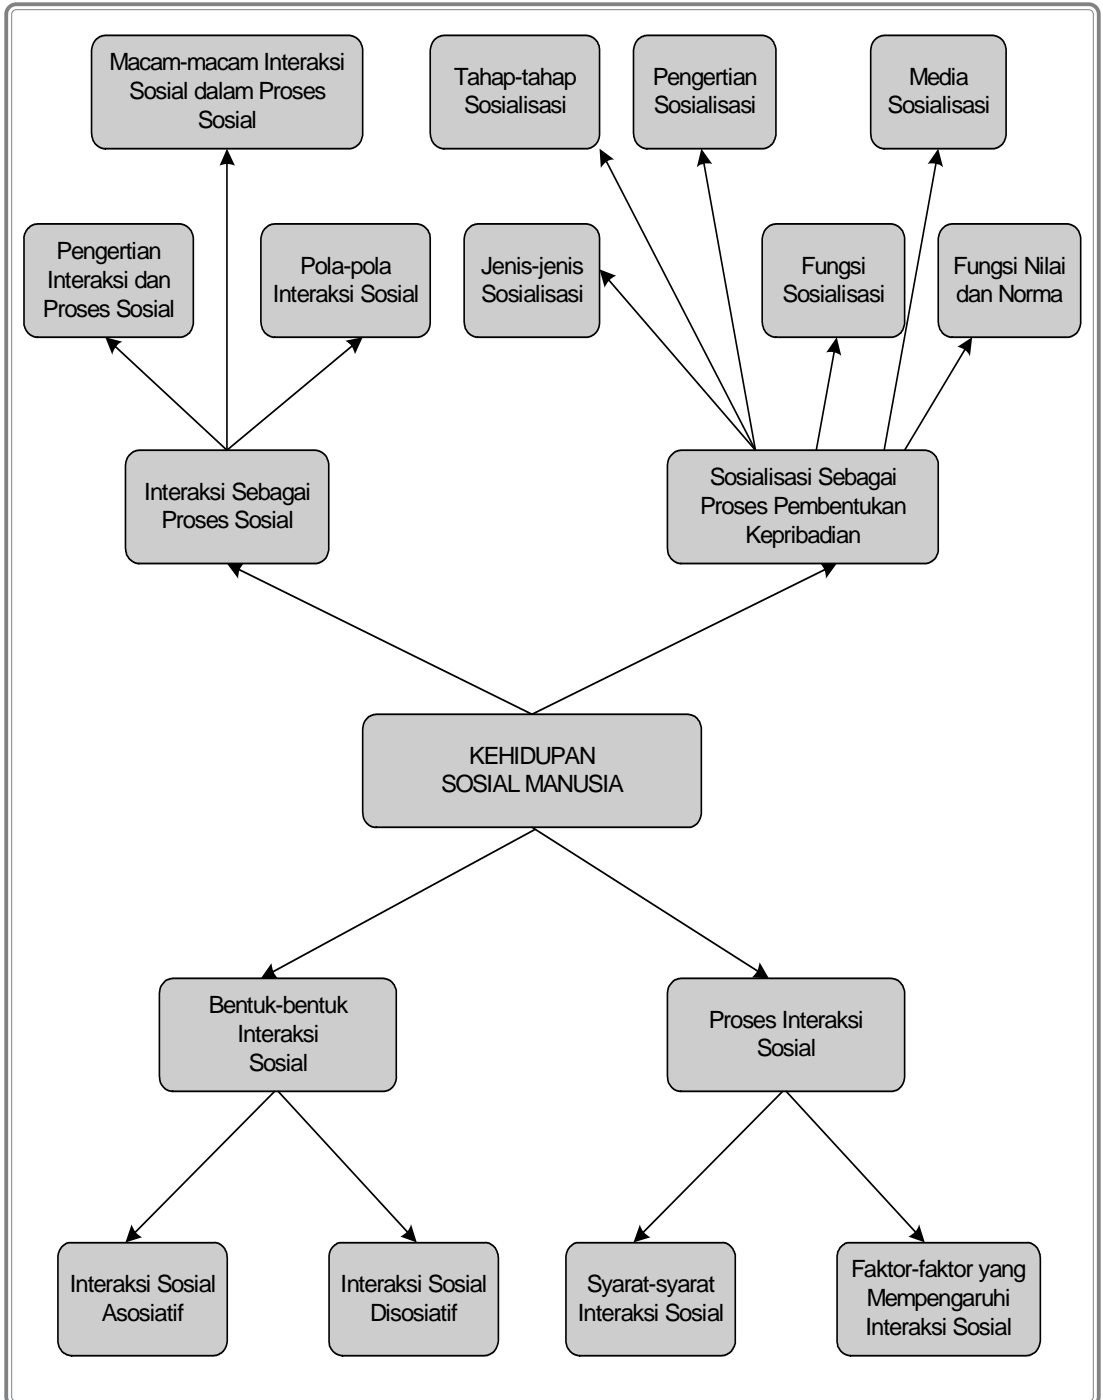 Macam-macam Interaksi
Sosial dalam Proses
Sosial
Tahap-tahap
Sosialisasi
Pengertian
Sosialisasi
Media
Sosialisasi
Pengertian
Interaksi dan
Proses Sosial
Pola-pola
Interaksi Sosial
Jenis-jenis
Sosialisasi
Fungsi
Sosialisasi
Fungsi Nilai
dan Norma
Interaksi Sebagai
Proses Sosial
Sosialisasi Sebagai
Proses Pembentukan
Kepribadian
KEHIDUPAN
SOSIAL MANUSIA
Bentuk-bentuk
Interaksi
Sosial
Proses Interaksi
Sosial
Interaksi Sosial
Asosiatif
Interaksi Sosial
Disosiatif
Syarat-syarat
Interaksi Sosial
Faktor-faktor yang
Mempengaruhi
Interaksi Sosial